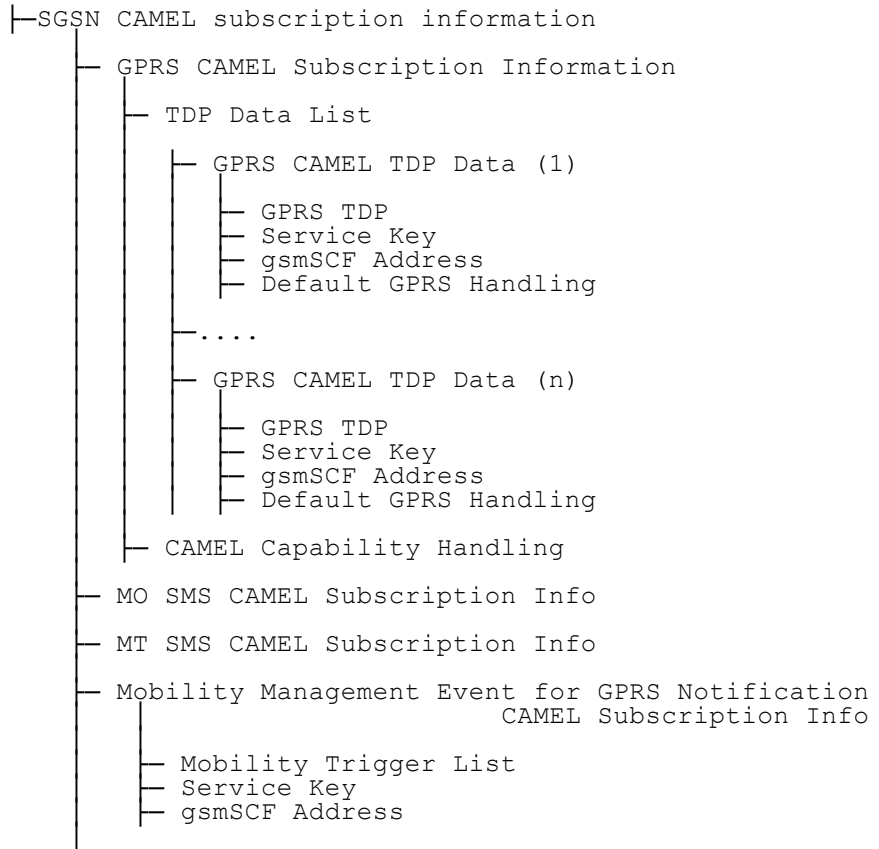 SGSN CAMEL subscription information
GPRS CAMEL Subscription Information
TDP Data List
GPRS CAMEL TDP Data (1)
GPRS TDP
Service Key
gsmSCF Address
Default GPRS Handling
....
GPRS CAMEL TDP Data (n)
GPRS TDP
Service Key
gsmSCF Address
Default GPRS Handling
CAMEL Capability Handling
MO SMS CAMEL Subscription Info
MT SMS CAMEL Subscription Info
Mobility Management Event for GPRS Notification
CAMEL Subscription Info
Mobility Trigger List
Service Key
gsmSCF Address